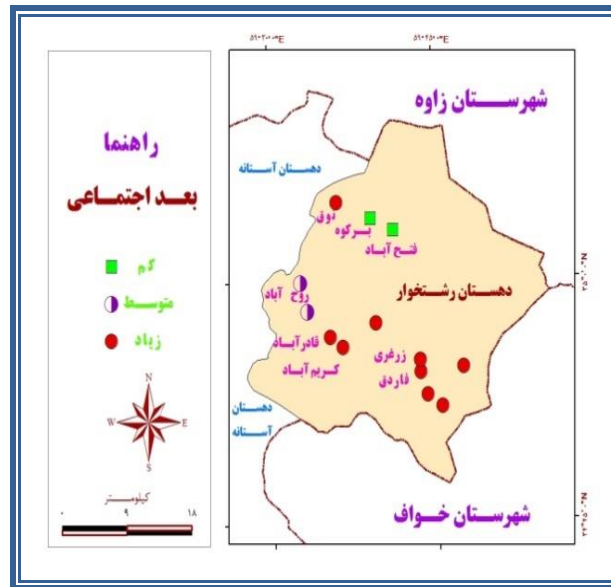 راهنما
بعد اجتماعی
کم
متوسط
زیاد
N
W E
S
کیلومتر
۰ ۹ ۱۸
شهرستان زاوه
دهستان آستانه
دوق
برکوه
فتح آباد
دهستان رشتخوار
روح آباد
قادرآباد
زرغری
کریم آباد
فاردق
دهستان
آستانه
شهرستان خواف